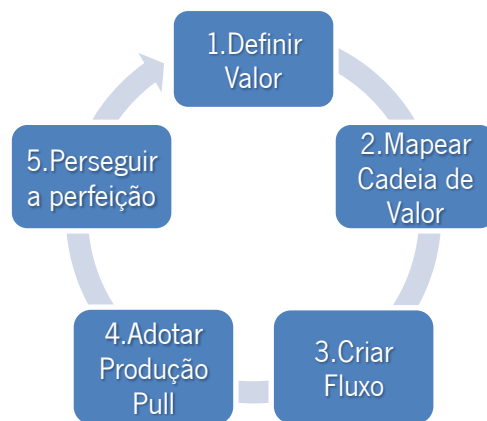 1.Definir
Valor
2.Mapear
Cadeia de
Valor
3.Criar
Fluxo
4.Adotar
Produção
Pull
5.Perseguir
a perfeição